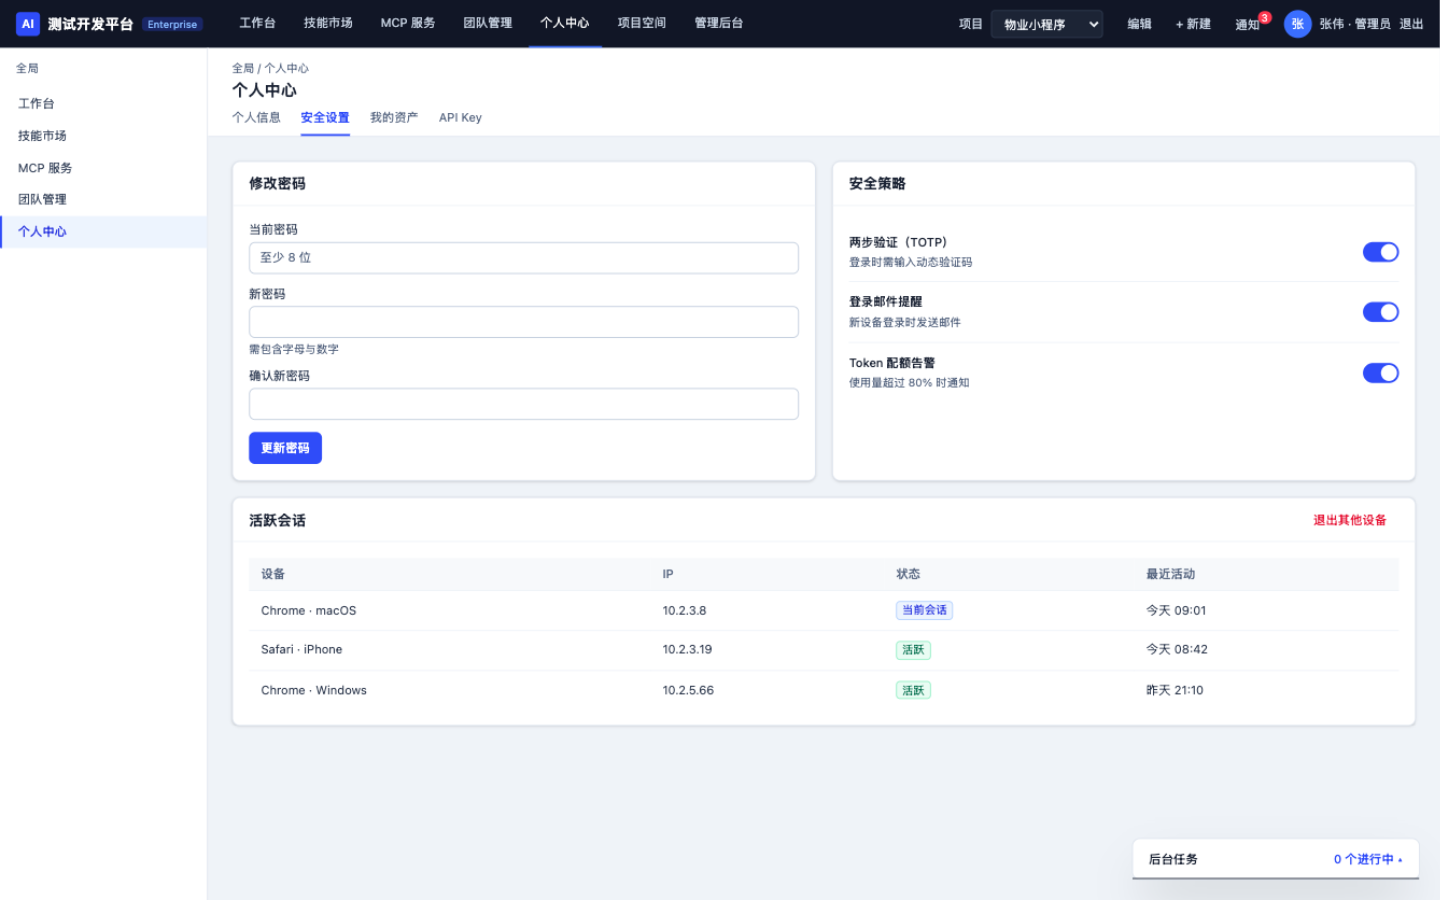 AI 测试开发平台 Enterprise 工作台 技能市场 MCP 服务 团队管理 个人中心 项目空间 管理后台 项目 物业小程序 编辑 + 新建 通知 3 张 张伟 · 管理员 退出
全局
工作台
技能市场
MCP 服务
团队管理
个人中心
全局 / 个人中心
个人中心
个人信息 安全设置 我的资产 API Key
修改密码
当前密码
至少 8 位
新密码
需包含字母与数字
确认新密码
更新密码
安全策略
两步验证（TOTP）
登录时需输入动态验证码
登录邮件提醒
新设备登录时发送邮件
Token 配额告警
使用量超过 80% 时通知
活跃会话 退出其他设备
设备 IP 状态 最近活动
Chrome · macOS 10.2.3.8 当前会话 今天 09:01
Safari · iPhone 10.2.3.19 活跃 今天 08:42
Chrome · Windows 10.2.5.66 活跃 昨天 21:10
后台任务 0 个进行中